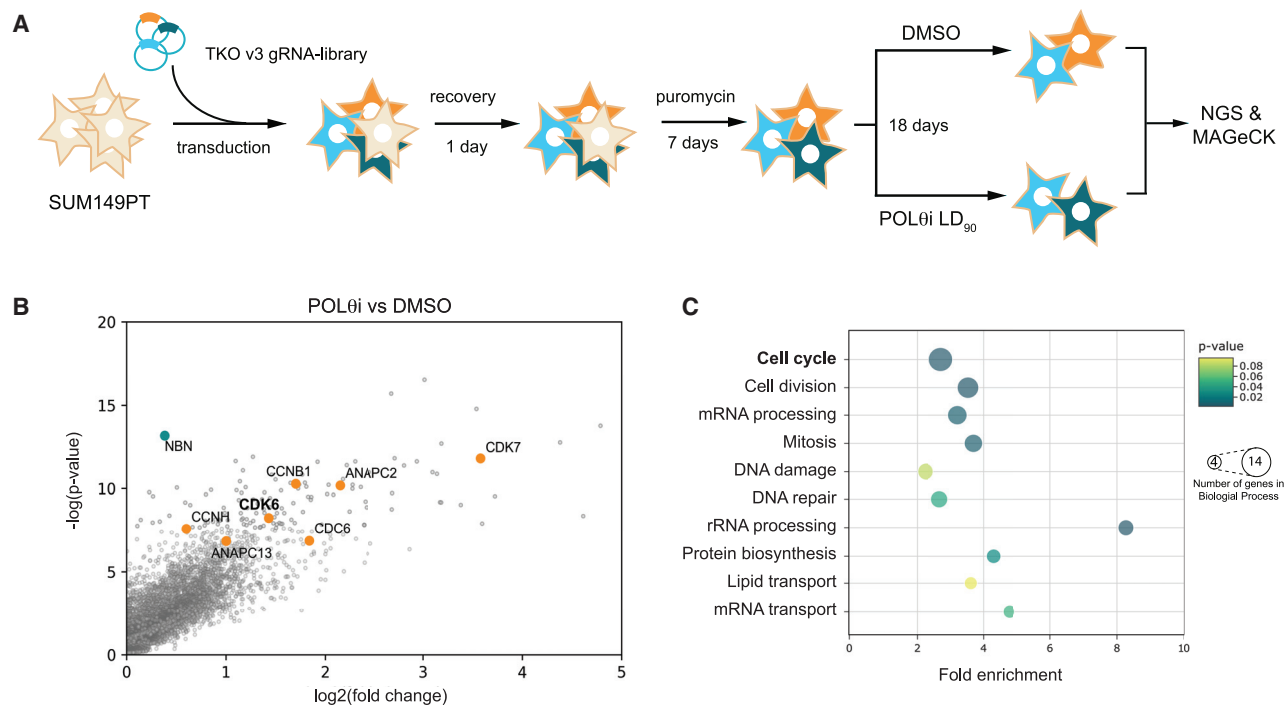 A
TKO v3 gRNA-library
SUM149PT
transduction
recovery
1 day
puromycin
7 days
DMSO
18 days
POLθi LD90
NGS &
MAGeCK
B
POLθi vs DMSO
-log(p-value)
20
15
10
5
0
NBN
CDK7
CCNB1
ANAPC2
CDK6
CCNH
CDC6
ANAPC13
0
1
2
3
4
5
log2(fold change)
C
Cell cycle
Cell division
mRNA processing
Mitosis
DNA damage
DNA repair
rRNA processing
Protein biosynthesis
Lipid transport
mRNA transport
0
2
4
6
8
10
Fold enrichment
p-value
0.08
0.06
0.04
0.02
4
14
Number of genes in
Biologial Process